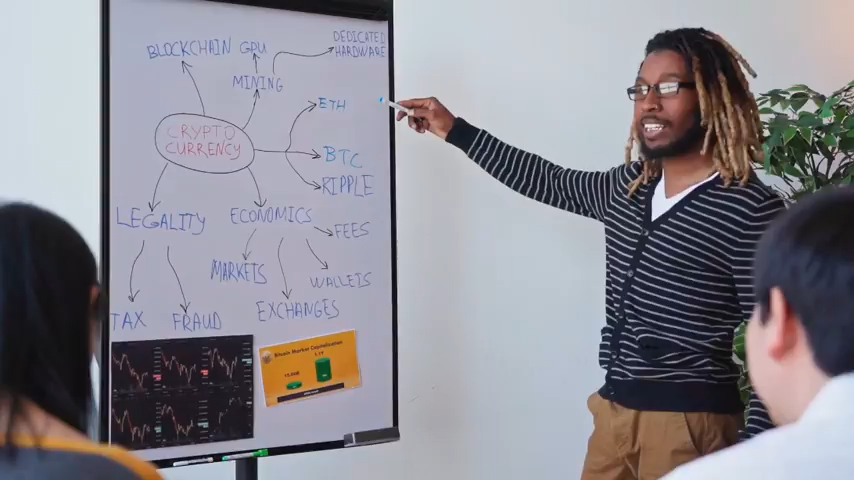 DEDICATED
HARDWARE
BLOCKCHAIN GPU
MINING
ETH
CRYPTO
CURRENCY
BTC
RIPPLE
LEGALITY
ECONOMICS
FEES
MARKETS
WALLETS
EXCHANGES
TAX
FRAUD
Bitcoin Market Capitalization